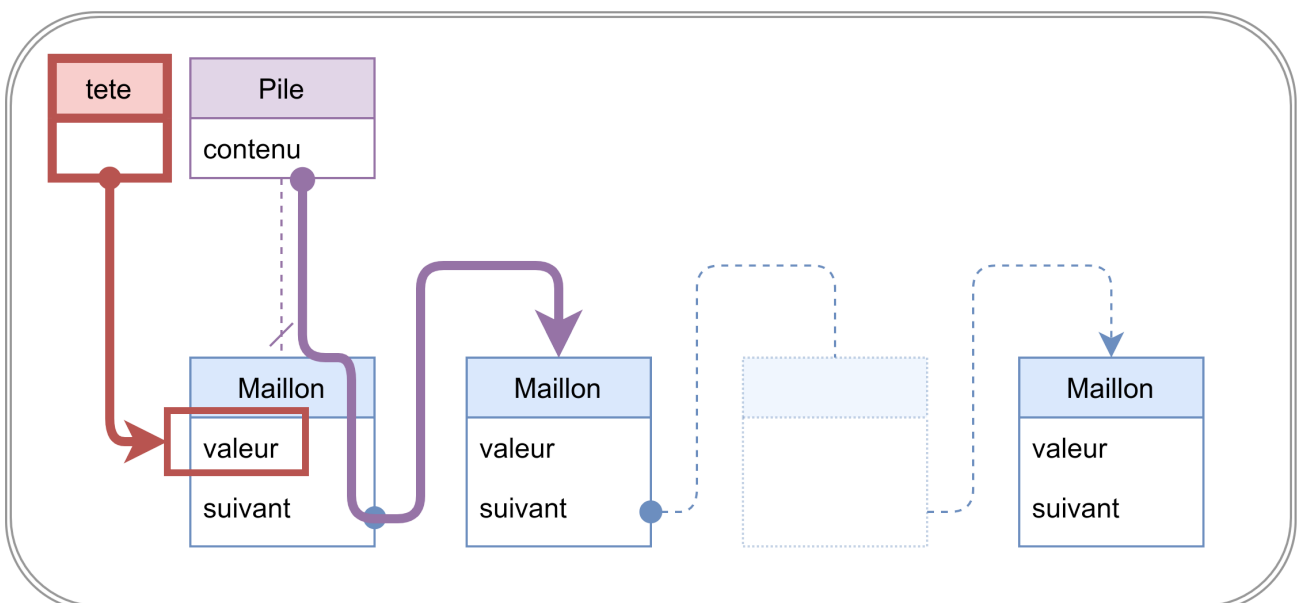 tete
Pile
contenu
Maillon
valeur
suivant
Maillon
valeur
suivant
Maillon
valeur
suivant